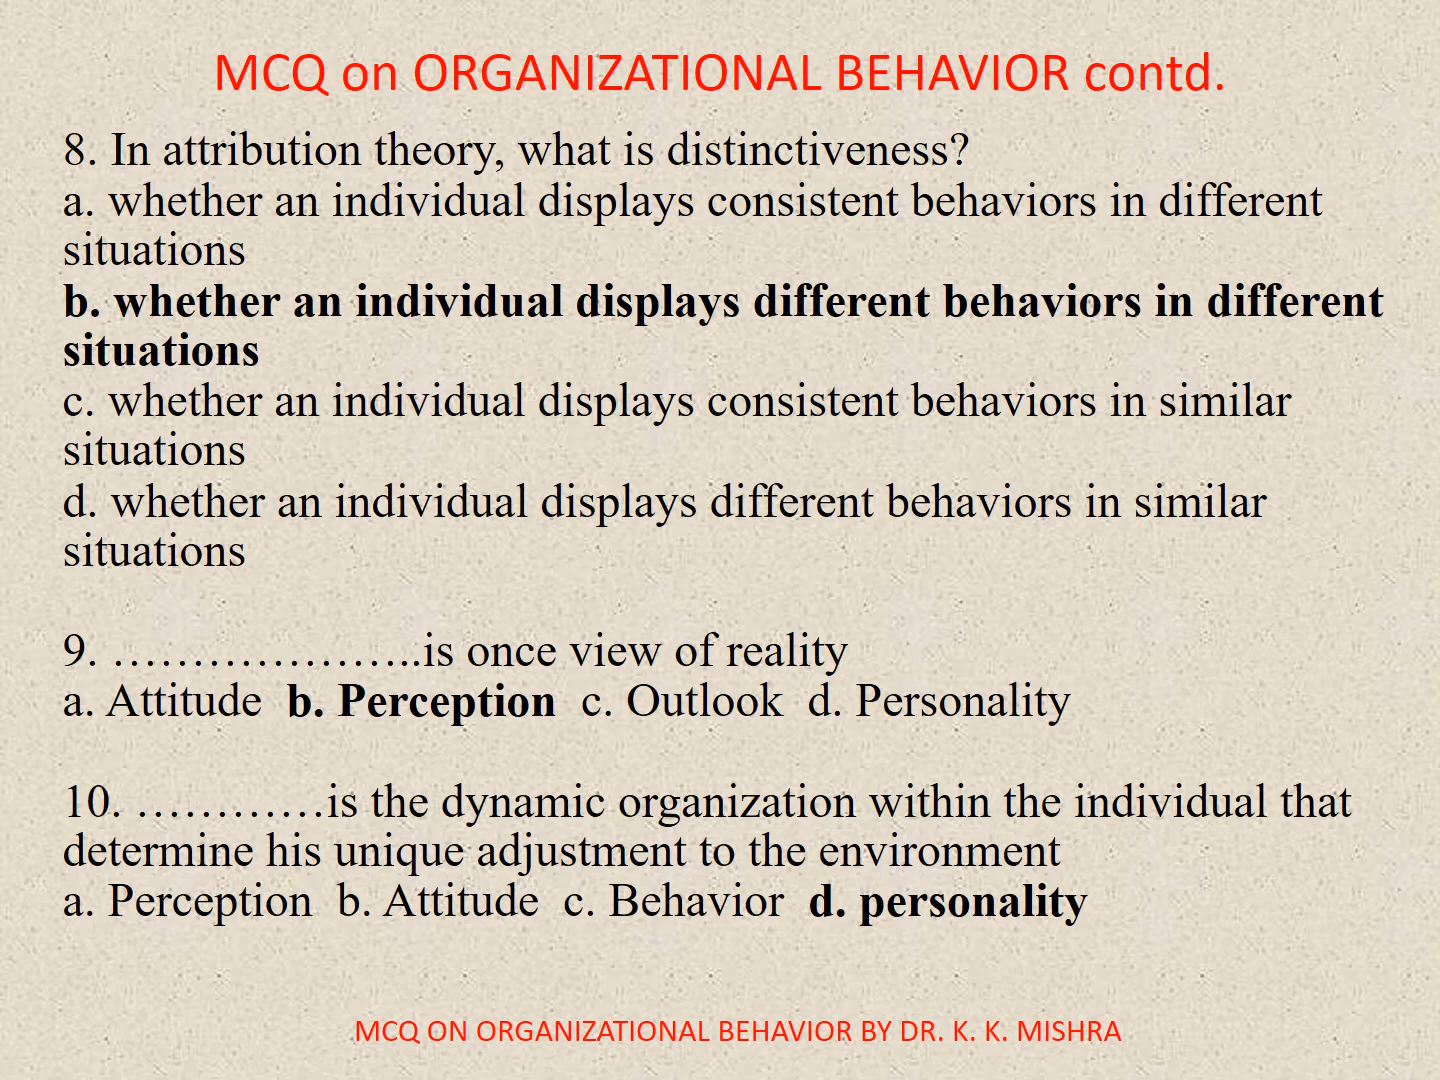 MCQ on ORGANIZATIONAL BEHAVIOR contd.
8. In attribution theory, what is distinctiveness?
a. whether an individual displays consistent behaviors in different
situations
b. whether an individual displays different behaviors in different
situations
c. whether an individual displays consistent behaviors in similar
situations
d. whether an individual displays different behaviors in similar
situations
9. ………………..is once view of reality
a. Attitude b. Perception c. Outlook d. Personality
10. …………is the dynamic organization within the individual that
determine his unique adjustment to the environment
a. Perception b. Attitude c. Behavior d. personality
MCQ ON ORGANIZATIONAL BEHAVIOR BY DR. K. K. MISHRA